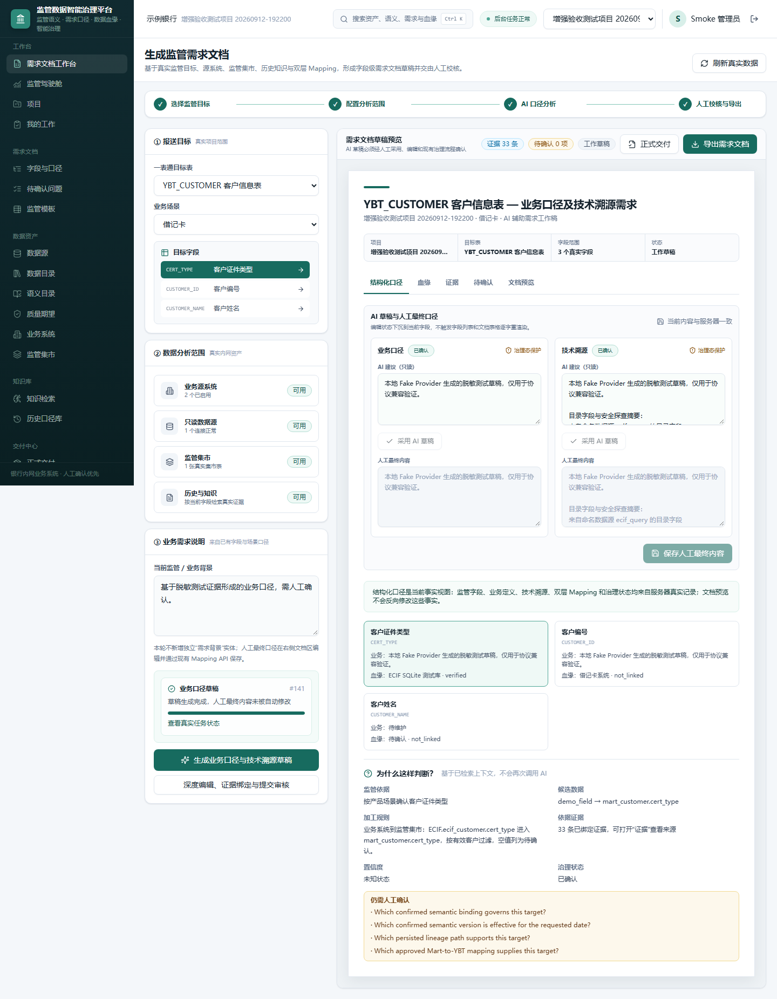 监管数据智能治理平台
监管语义 · 需求口径 · 数据血缘 ·
智能治理
工作台
需求文档工作台
监管驾驶舱
项目
我的工作
需求文档
字段与口径
待确认问题
监管模板
数据资产
数据源
数据目录
语义目录
质量期望
业务系统
监管集市
知识库
知识检索
历史口径库
交付中心
正式交付
银行内网业务系统 · 人工确认优先
示例银行 增强验收测试项目 20260912-192200
搜索资产、语义、需求与血缘 Ctrl K
后台任务正常
增强验收测试项目 202609
S Smoke 管理员
生成监管需求文档
基于真实监管目标、源系统、监管集市、历史知识与双层 Mapping，形成字段级需求文档草稿并交由人工校核。
刷新真实数据
✓ 选择监管目标
✓ 配置分析范围
✓ AI 口径分析
✓ 人工校核与导出
① 报送目标 真实项目范围
一表通目标表
YBT_CUSTOMER 客户信息表
业务场景
借记卡
目标字段
CERT_TYPE 客户证件类型 →
CUSTOMER_ID 客户编号 →
CUSTOMER_NAME 客户姓名 →
② 数据分析范围 真实内网资产
业务源系统
2 个已启用
可用
只读数据源
1 个连接正常
可用
监管集市
1 张真实集市表
可用
历史与知识
按当前字段检索真实证据
可用
③ 业务需求说明 来自已有字段与场景口径
当前监管 / 业务背景
基于脱敏测试证据形成的业务口径，需人工确
认。
本轮不新增独立“需求背景”实体；人工最终口径在右侧文档区编
辑并通过现有 Mapping API 保存。
业务口径草稿 #141
草稿生成完成，人工最终内容未被自动修改
查看真实任务状态
生成业务口径与技术溯源草稿
深度编辑、证据绑定与提交审核
需求文档草稿预览
AI 草稿必须经人工采用、编辑和现有治理流程确认
证据 33 条
待确认 0 项
工作草稿
正式交付
导出需求文档
YBT_CUSTOMER 客户信息表 — 业务口径及技术溯源需求
增强验收测试项目 20260912-192200 · 借记卡 · AI 辅助需求工作稿
项目
增强验收测试项目 202609...
目标表
YBT_CUSTOMER 客户信息表
字段范围
3 个真实字段
状态
工作草稿
结构化口径 血缘 证据 待确认 文档预览
AI 草稿与人工最终口径
编辑状态下沉到当前字段，不触发字段列表和文档表格逐字重渲染。
当前内容与服务器一致
业务口径 已确认 治理态保护
AI 建议（只读）
本地 Fake Provider 生成的脱敏测试草稿，仅用于协
议兼容验证。
采用 AI 草稿
人工最终内容
本地 Fake Provider 生成的脱敏测试草稿，仅用于协
议兼容验证。
技术溯源 已确认 治理态保护
AI 建议（只读）
本地 Fake Provider 生成的脱敏测试草稿，仅用于协
议兼容验证。
目录字段与安全探查摘要：
来自命名数据源 ecif_query 的目录字段
采用 AI 草稿
人工最终内容
本地 Fake Provider 生成的脱敏测试草稿，仅用于协
议兼容验证。
目录字段与安全探查摘要：
来自命名数据源 ecif_query 的目录字段
保存人工最终内容
结构化口径是当前事实视图：监管字段、业务定义、技术溯源、双层 Mapping 和治理状态均来自服务器真实记录；文档预览
不会反向修改这些事实。
客户证件类型
CERT_TYPE
业务：本地 Fake Provider 生成的脱敏测试草稿，仅用于协议兼
容验证。
血缘：ECIF SQLite 测试库 · verified
客户编号
CUSTOMER_ID
业务：本地 Fake Provider 生成的脱敏测试草稿，仅用于协议兼
容验证。
血缘：借记卡系统 · not_linked
客户姓名
CUSTOMER_NAME
业务：待维护
血缘：待确认 · not_linked
为什么这样判断？ 基于已检索上下文，不会再次调用 AI
监管依据
按产品场景确认客户证件类型
候选数据
demo_field → mart_customer.cert_type
加工规则
业务系统到监管集市：ECIF.ecif_customer.cert_type 进入
mart_customer.cert_type，按有效客户过滤，空值列为待确
认。
依据证据
33 条已绑定证据，可打开“证据”查看来源
置信度
未知状态
治理状态
已确认
仍需人工确认
· Which confirmed semantic binding governs this target?
· Which confirmed semantic version is effective for the requested date?
· Which persisted lineage path supports this target?
· Which approved Mart-to-YBT mapping supplies this target?